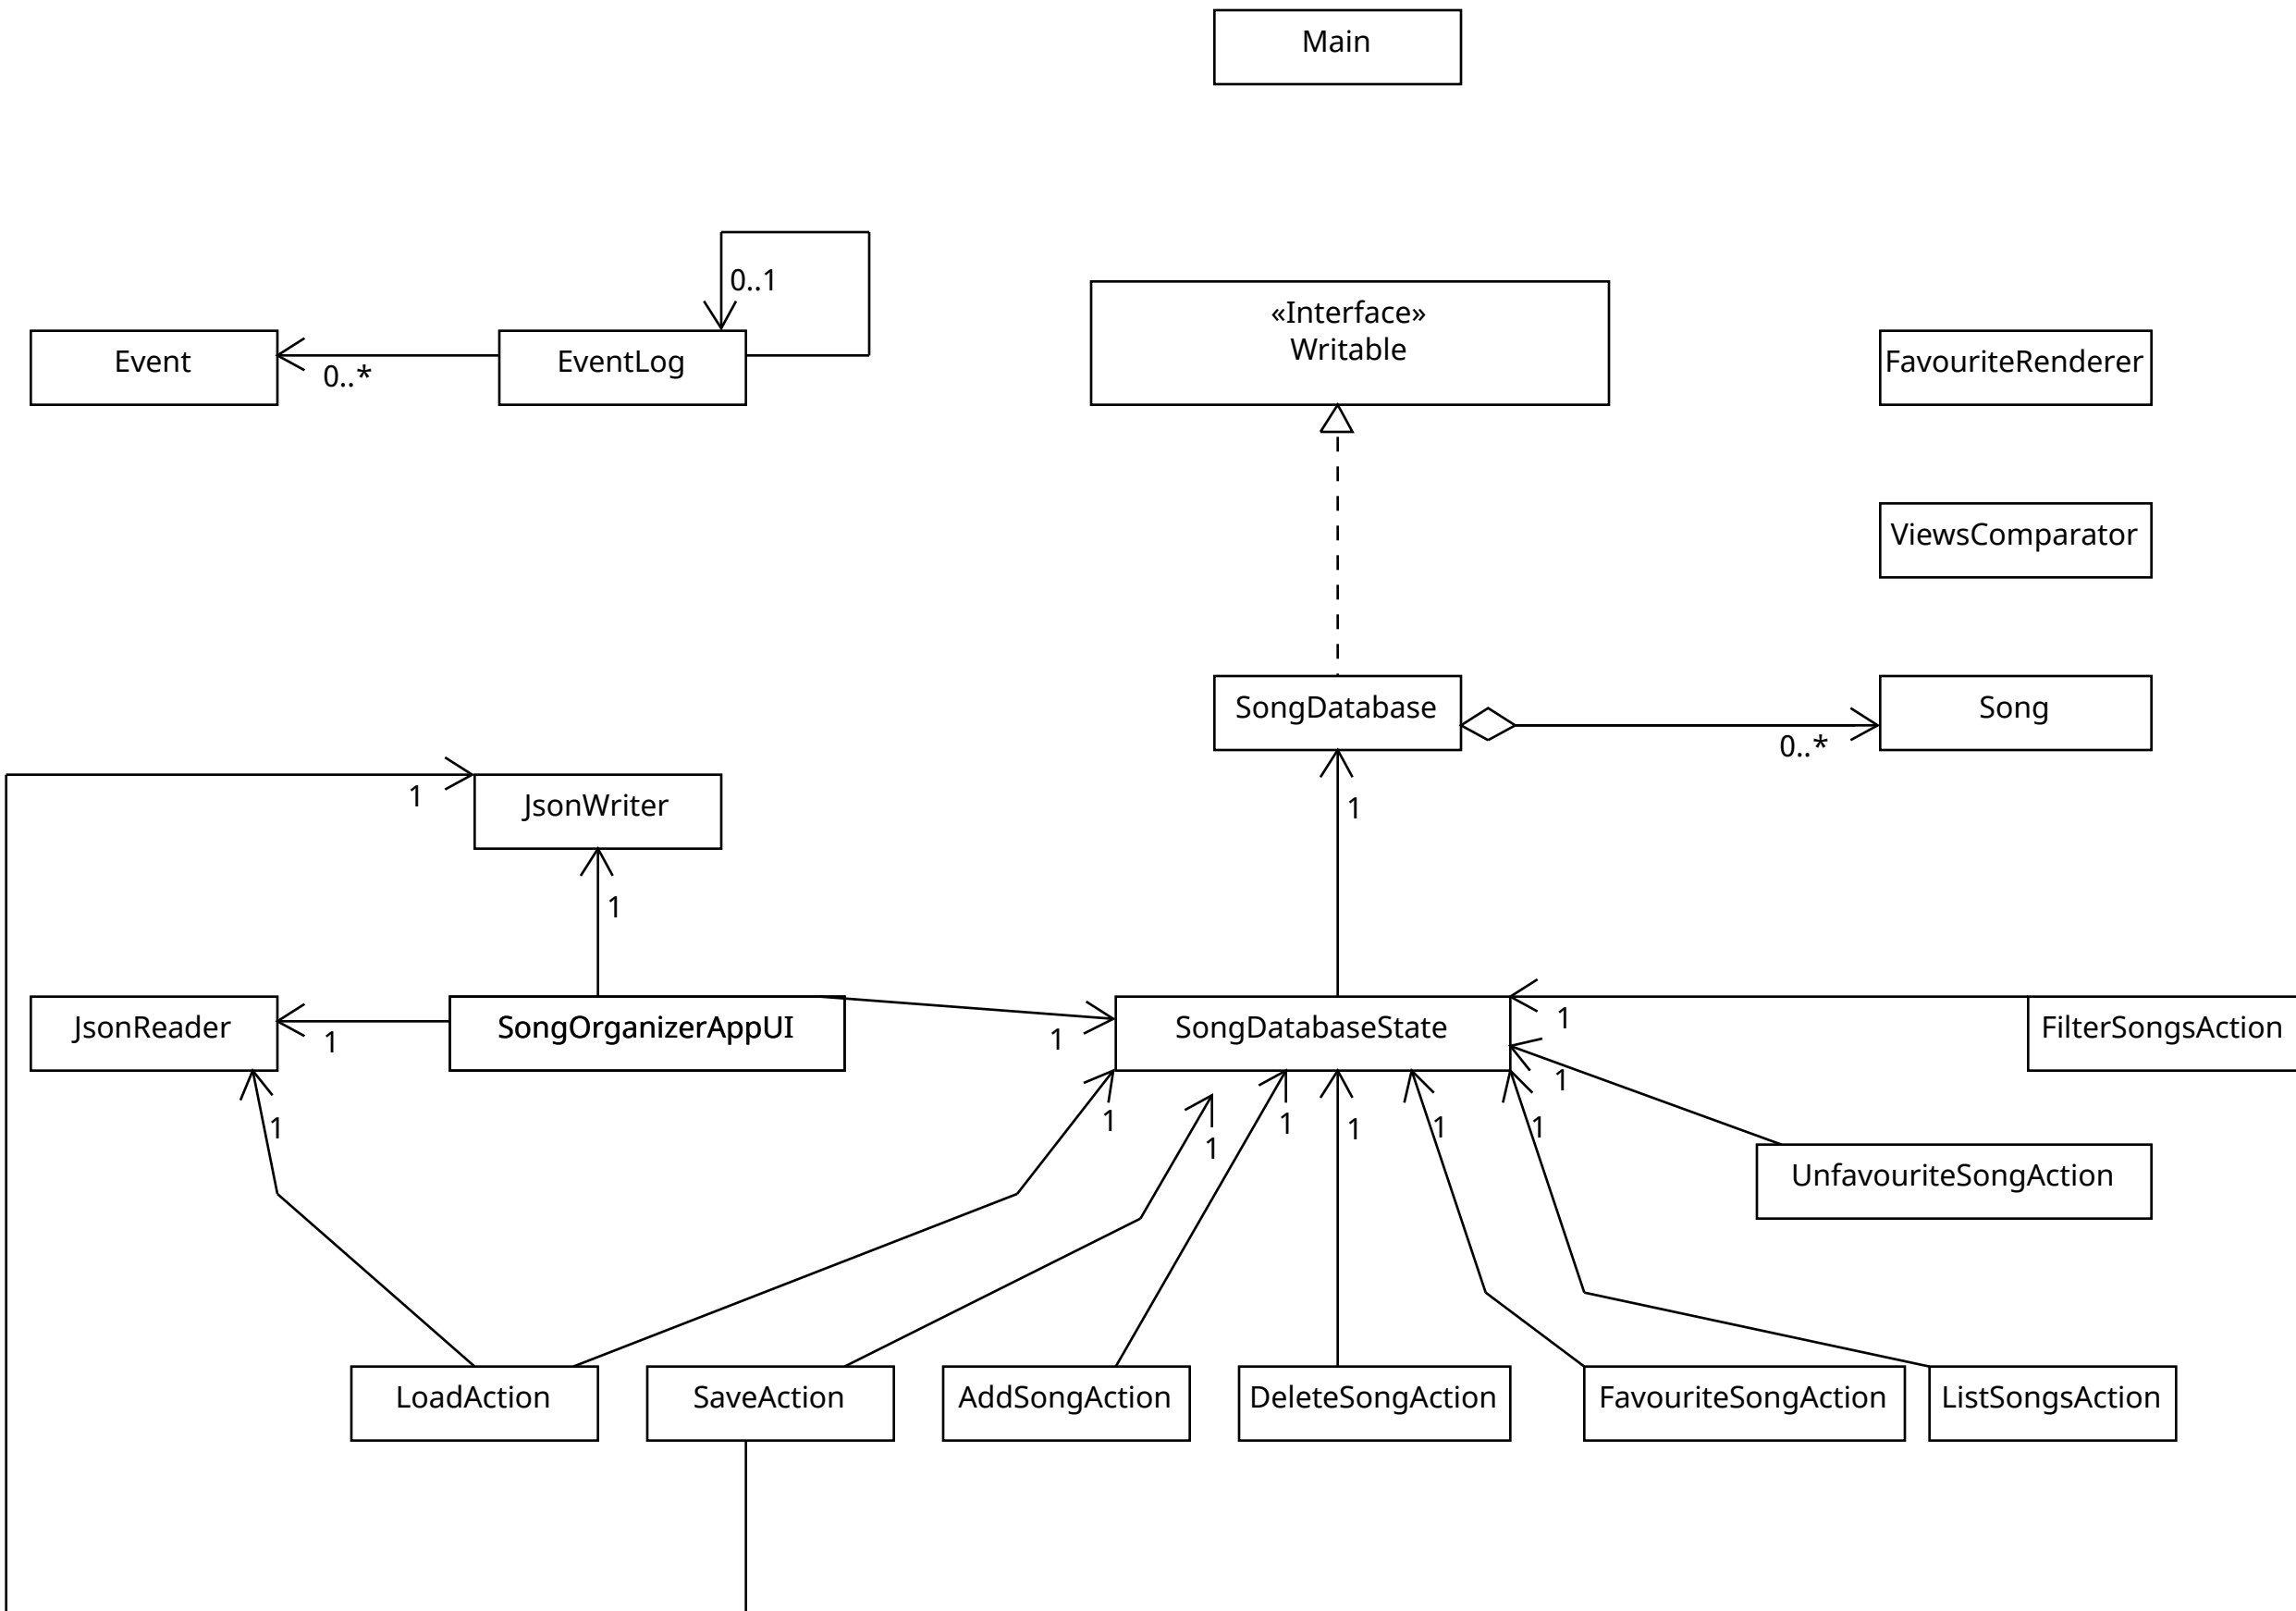 Main
0..1
«Interface»
Writable
Event
EventLog
FavouriteRenderer
0..*
ViewsComparator
SongDatabase
Song
0..*
1
JsonWriter
1
1
JsonReader
SongOrganizerAppUI
SongDatabaseState
FilterSongsAction
1
1
1
1
1
1
1
1
1
1
1
UnfavouriteSongAction
LoadAction
SaveAction
AddSongAction
DeleteSongAction
FavouriteSongAction
ListSongsAction